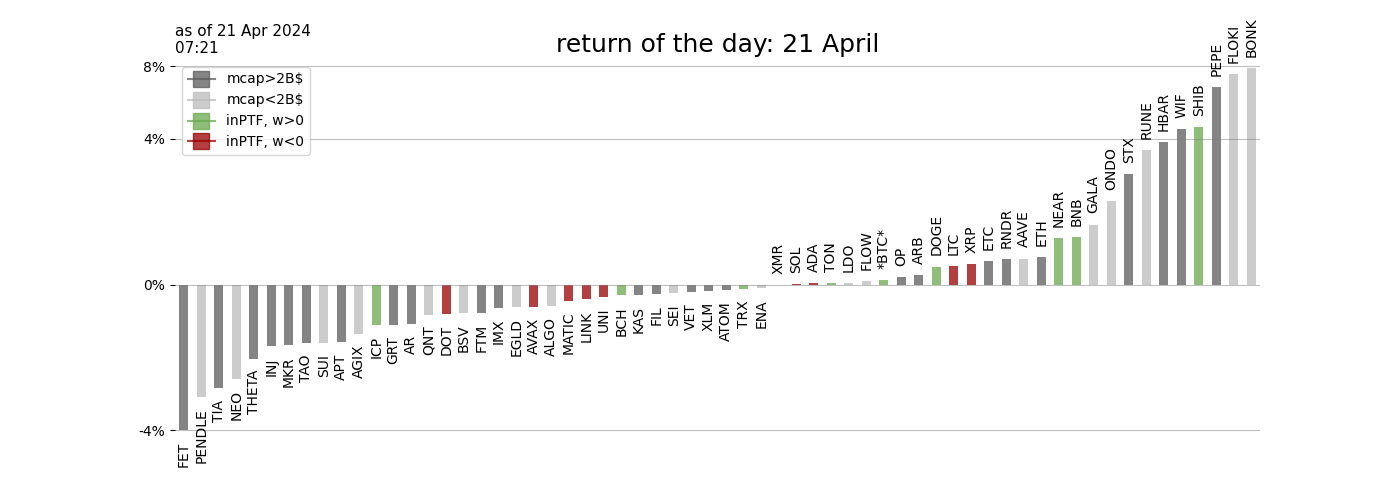 as of 21 Apr 2024
07:21
return of the day: 21 April
8%
4%
0%
-4%
mcap>2B$
mcap<2B$
inPTF, w>0
inPTF, w<0
FET
PENDLE
TIA
NEO
THETA
INJ
MKR
TAO
SUI
APT
AGIX
ICP
GRT
AR
QNT
DOT
BSV
FTM
IMX
EGLD
AVAX
ALGO
MATIC
LINK
UNI
BCH
KAS
FIL
SEI
VET
XLM
ATOM
TRX
ENA
XMR
SOL
ADA
TON
LDO
FLOW
*BTC*
OP
ARB
DOGE
LTC
XRP
ETC
RNDR
AAVE
ETH
NEAR
BNB
GALA
ONDO
STX
RUNE
HBAR
WIF
SHIB
PEPE
FLOKI
BONK